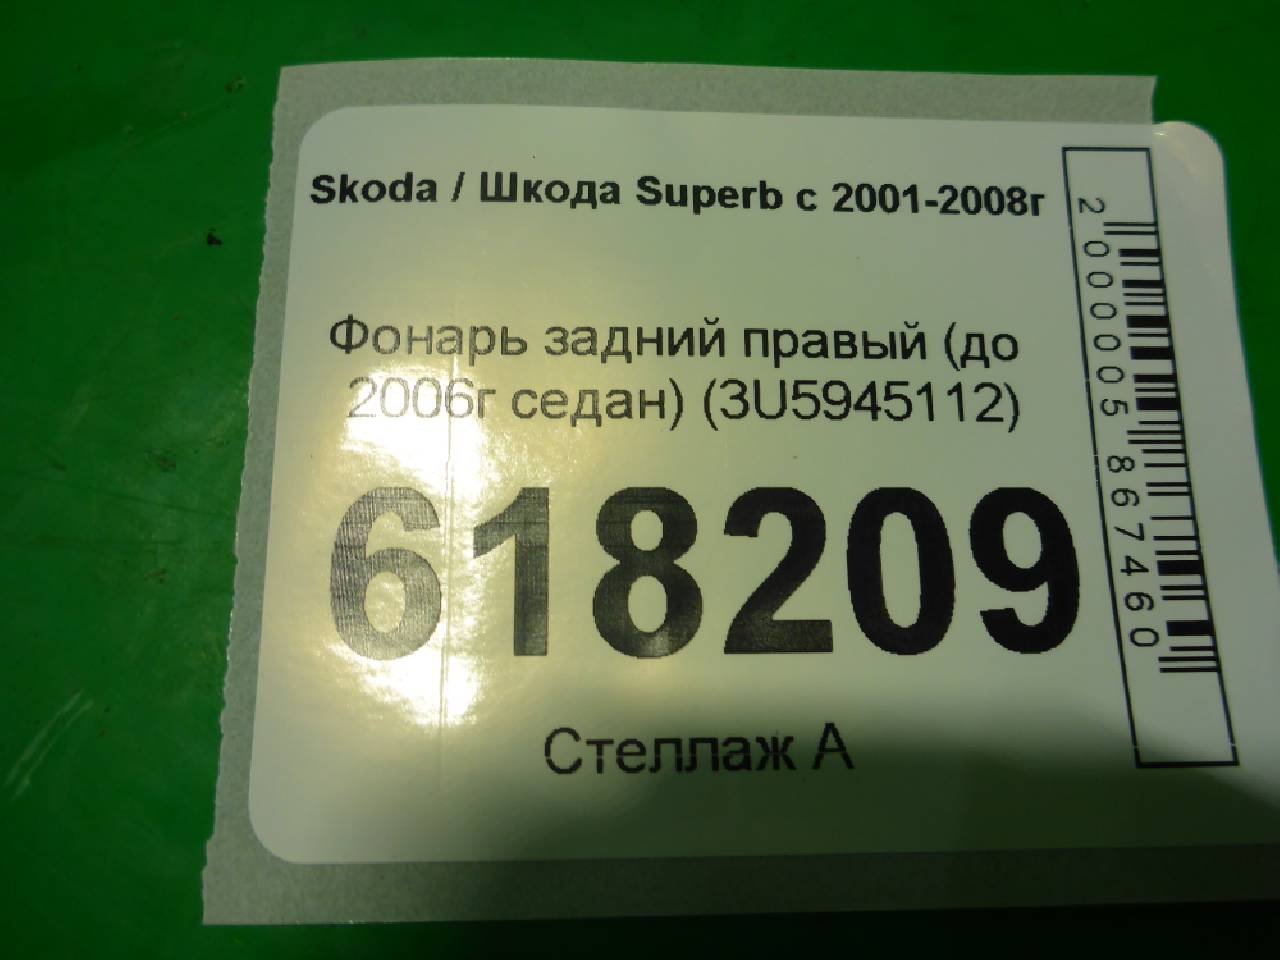 Skoda / Шкода Superb с 2001-2008г
Фонарь задний правый (до
2006г седан) (3U5945112)
618209
Стеллаж А
2000005867460